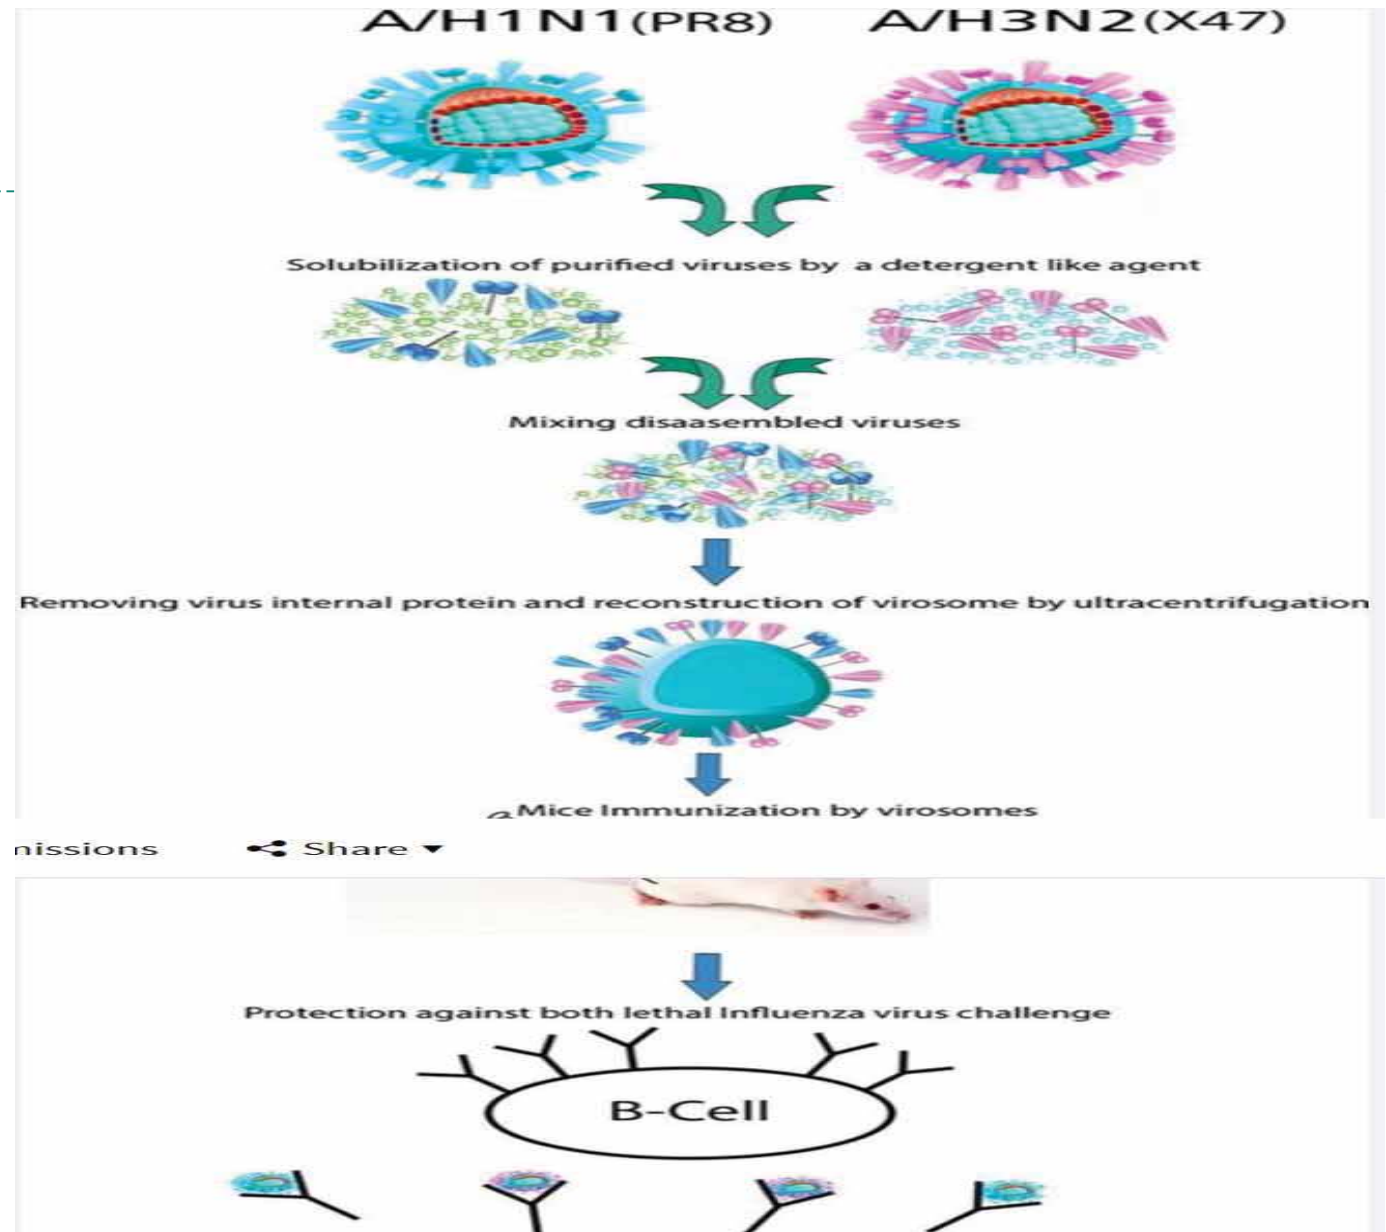 A/H1N1(PR8) A/H3N2(X47)
Solubilization of purified viruses by a detergent like agent
Mixing disaasembled viruses
Removing virus internal protein and reconstruction of virosome by ultracentrifugation
Mice Immunization by virosomes
nissions Share
Protection against both lethal Influenza virus challenge
B-Cell